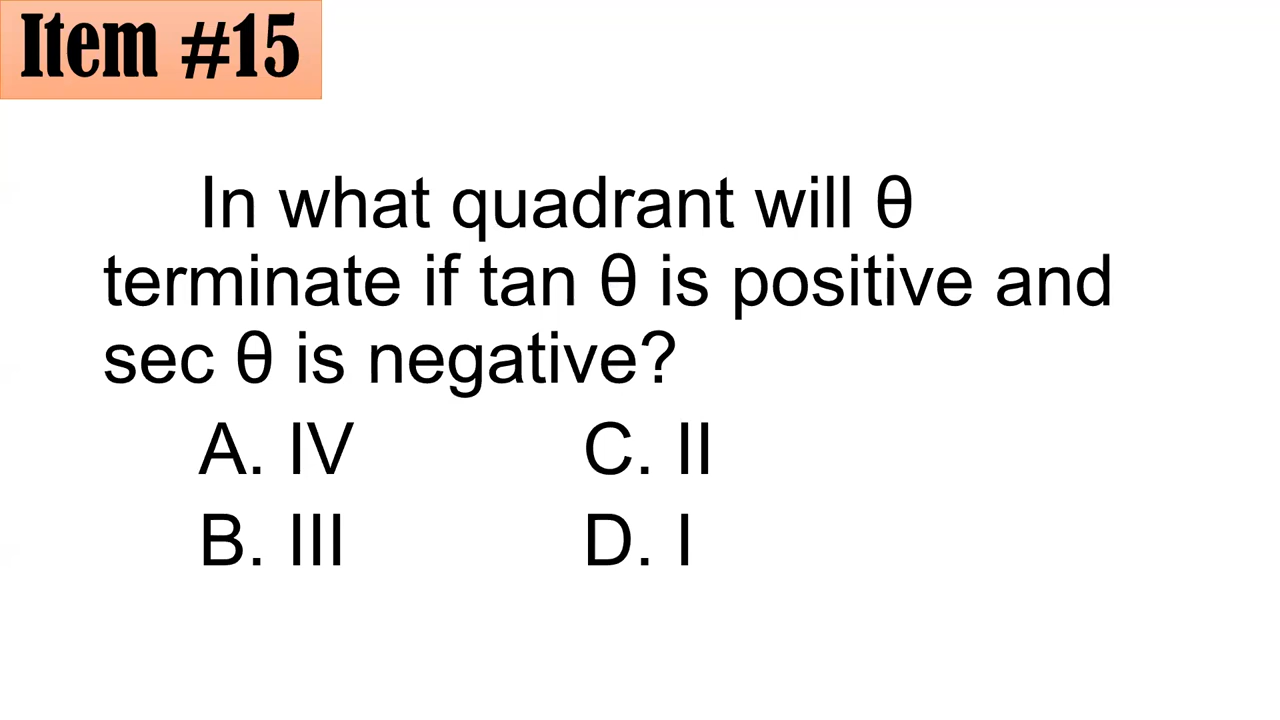 Item #15
In what quadrant will θ
terminate if tan θ is positive and
sec θ is negative?
A. IV C. II
B. III D. I